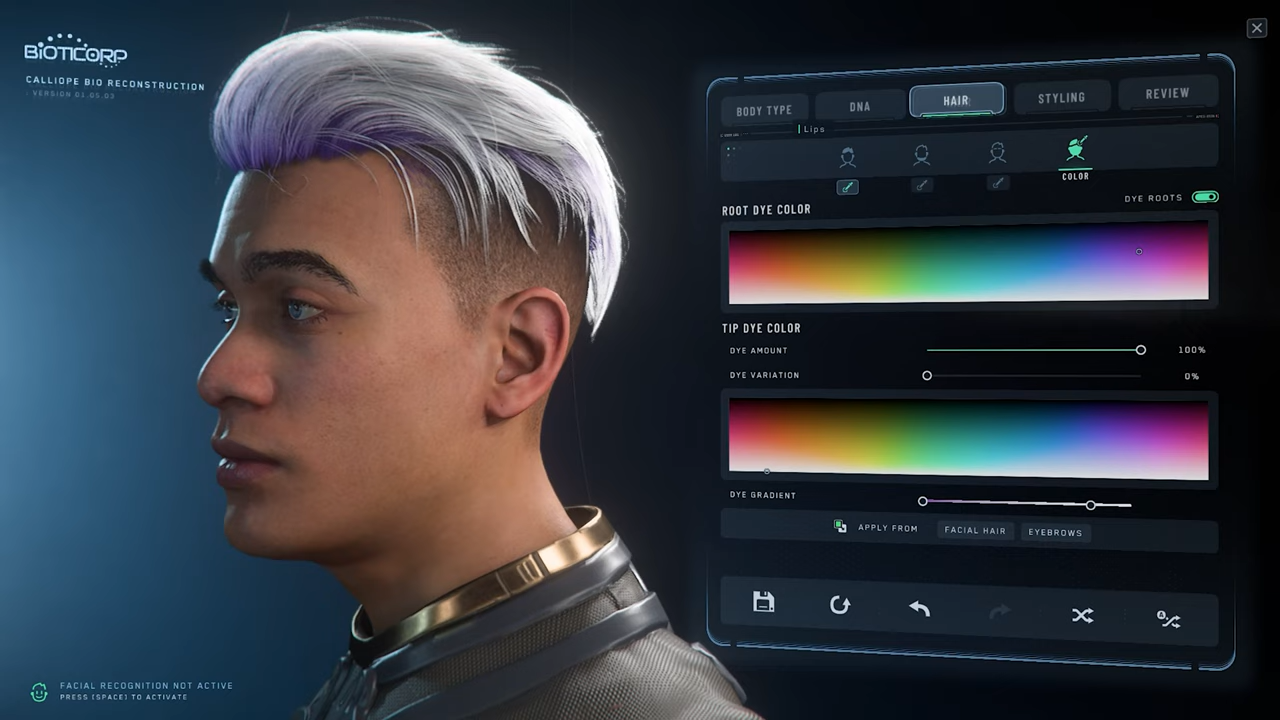 BIOTICORP
CALLIOPE BIO RECONSTRUCTION
- VERSION 01.05.03
BODY TYPE
DNA
HAIR
STYLING
REVIEW
Lips
COLOR
DYE ROOTS
ROOT DYE COLOR
TIP DYE COLOR
DYE AMOUNT
100%
DYE VARIATION
0%
DYE GRADIENT
APPLY FROM
FACIAL HAIR
EYEBROWS
FACIAL RECOGNITION NOT ACTIVE
PRESS [SPACE] TO ACTIVATE